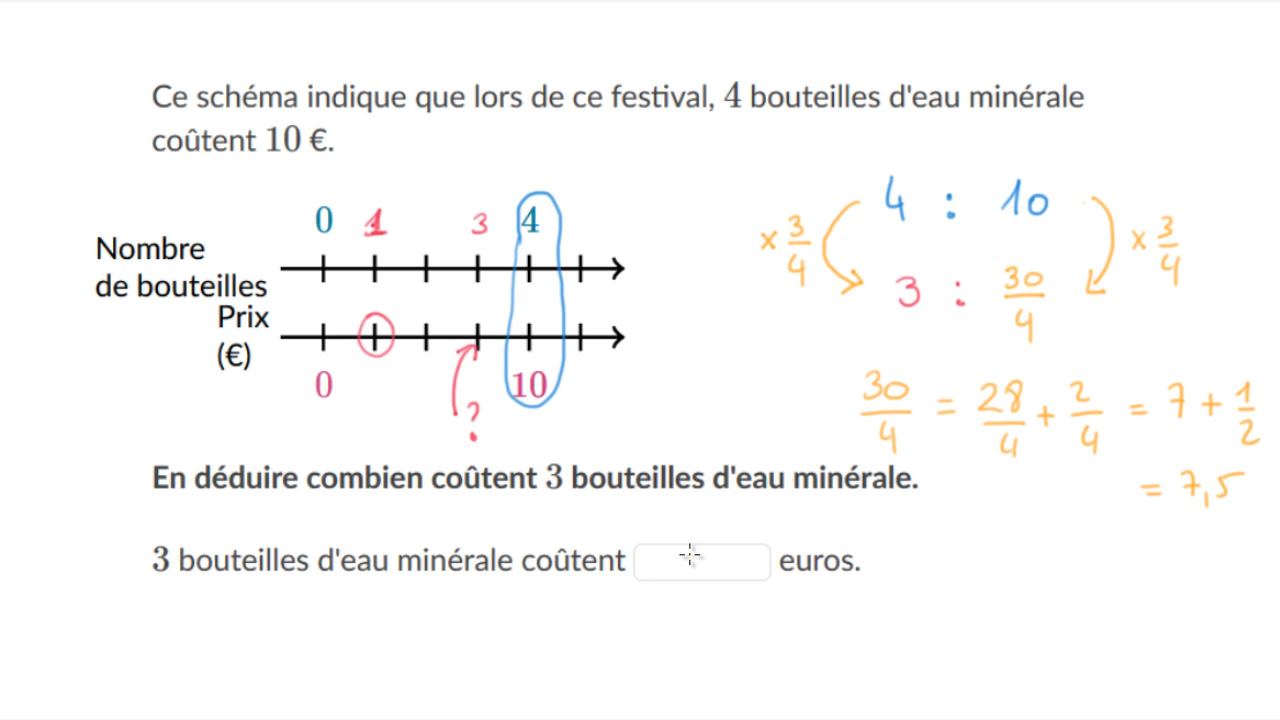 Ce schéma indique que lors de ce festival, 4 bouteilles d'eau minérale
coûtent 10 €.
0 1 3 4
Nombre
de bouteilles
Prix
(€)
0 10
?
4 : 10
× 3/4 × 3/4
3 : 30/4
30/4 = 28/4 + 2/4 = 7 + 1/2
= 7,5
En déduire combien coûtent 3 bouteilles d'eau minérale.
3 bouteilles d'eau minérale coûtent euros.